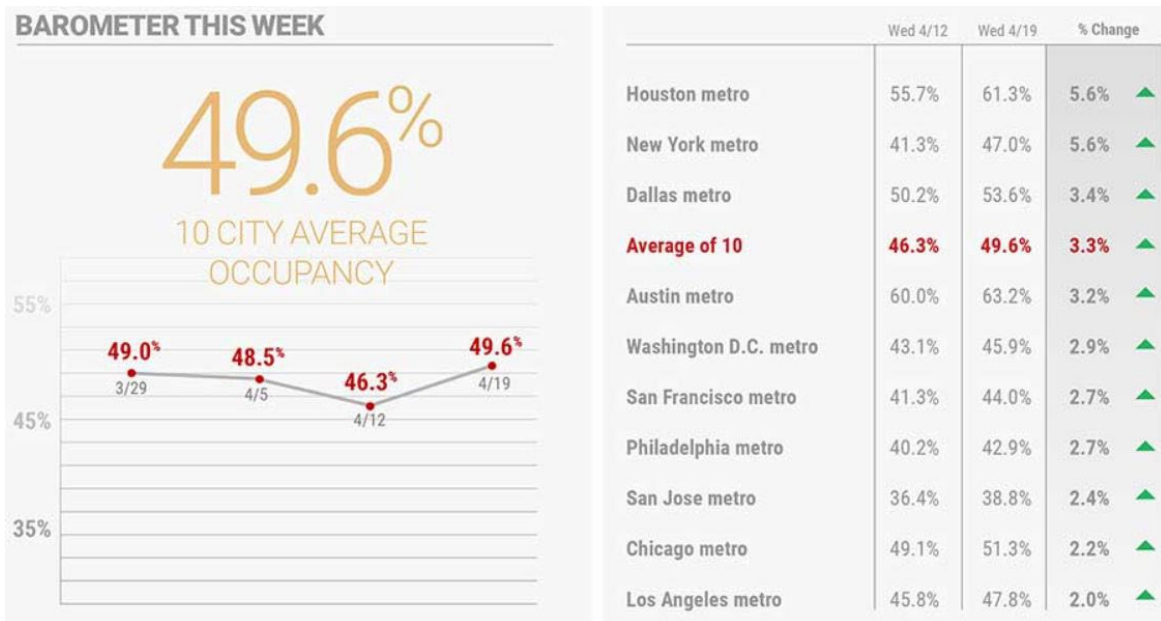 BAROMETER THIS WEEK
49.6%
10 CITY AVERAGE
OCCUPANCY
55%
49.0%
3/29
48.5%
4/5
46.3%
4/12
49.6%
4/19
45%
35%
Wed 4/12 Wed 4/19 % Change
Houston metro 55.7% 61.3% 5.6%
New York metro 41.3% 47.0% 5.6%
Dallas metro 50.2% 53.6% 3.4%
Average of 10 46.3% 49.6% 3.3%
Austin metro 60.0% 63.2% 3.2%
Washington D.C. metro 43.1% 45.9% 2.9%
San Francisco metro 41.3% 44.0% 2.7%
Philadelphia metro 40.2% 42.9% 2.7%
San Jose metro 36.4% 38.8% 2.4%
Chicago metro 49.1% 51.3% 2.2%
Los Angeles metro 45.8% 47.8% 2.0%